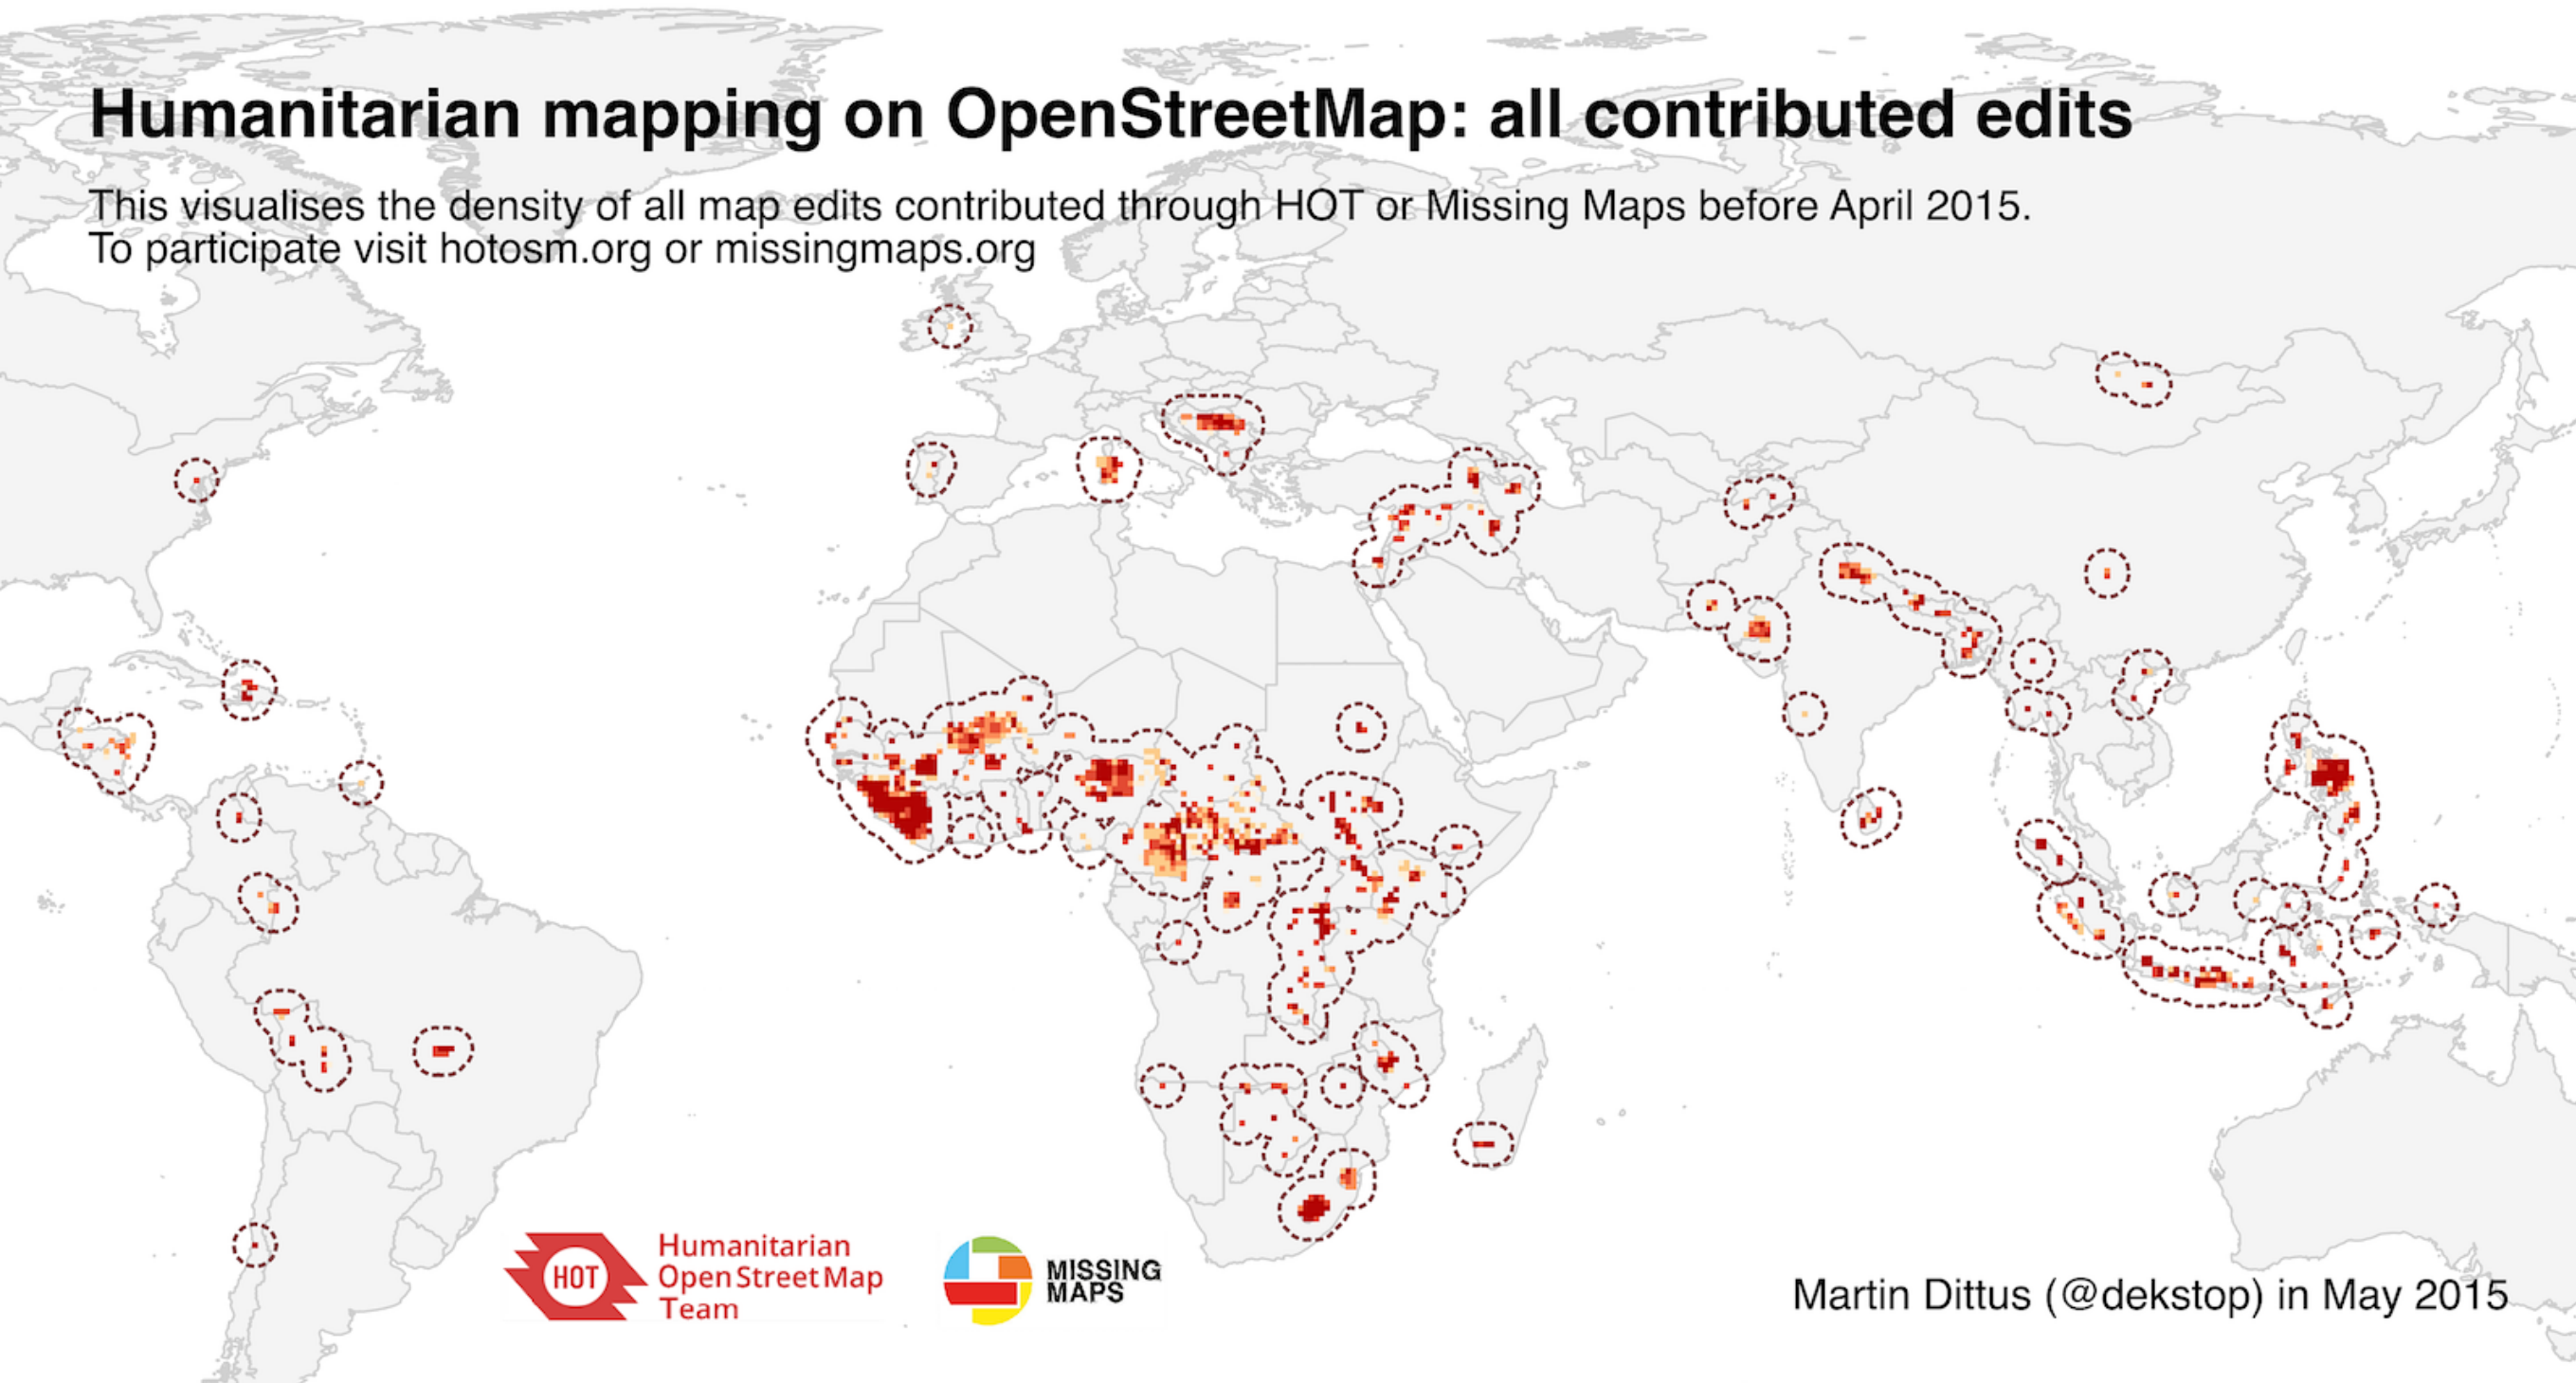 Humanitarian mapping on OpenStreetMap: all contributed edits
This visualises the density of all map edits contributed through HOT or Missing Maps before April 2015.
To participate visit hotosm.org or missingmaps.org
HOT
Humanitarian
OpenStreetMap
Team
MISSING
MAPS
Martin Dittus (@dekstop) in May 2015